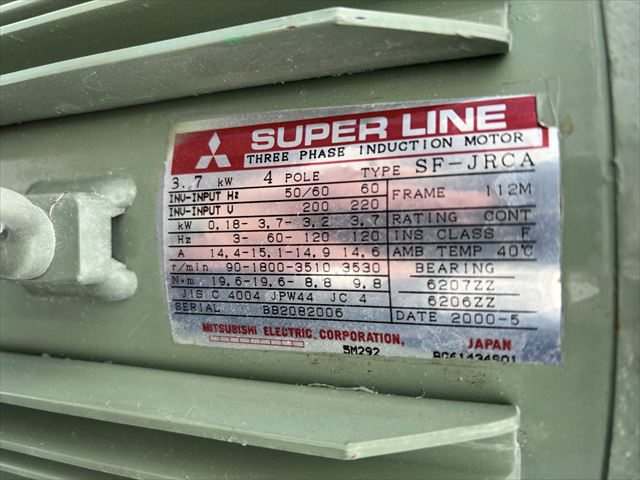 SUPER LINE
THREE PHASE INDUCTION MOTOR
3.7 kW 4 POLE TYPE SF-JRCA
INV-INPUT Hz 50/60 60 FRAME 112M
INV-INPUT V 200 220
kW 0.18- 3.7- 3.2 3.7 RATING CONT
Hz 3- 60-120 120 INS CLASS F
A 14.4-15.1-14.9 14.6 AMB TEMP 40℃
r/min 90-1800-3510 3530 BEARING
N·m 19.6-19.6- 8.8 9.8 6207ZZ
JIS C 4004 JPW44 JC 4 6206ZZ
SERIAL BB2082006 DATE 2000-5
MITSUBISHI ELECTRIC CORPORATION, JAPAN
5M292